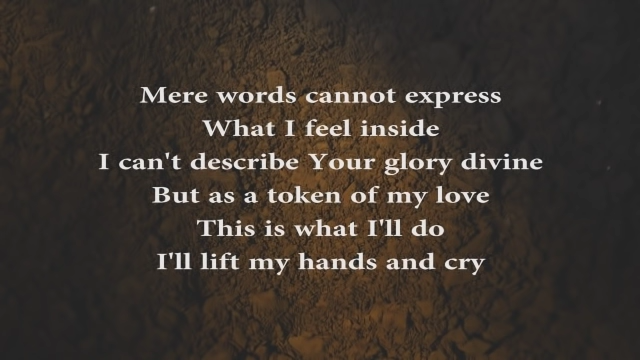 Mere words cannot express
What I feel inside
I can't describe Your glory divine
But as a token of my love
This is what I'll do
I'll lift my hands and cry